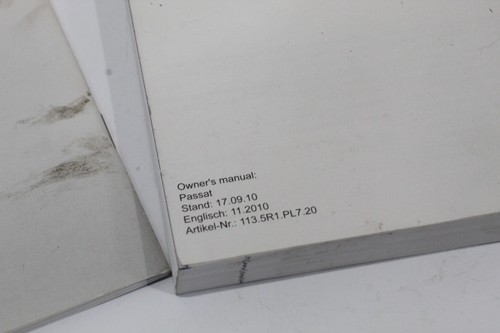 Owner's manual:
Passat
Stand: 17.09.10
Englisch: 11.2010
Artikel-Nr.: 113.5R1.PL7.20